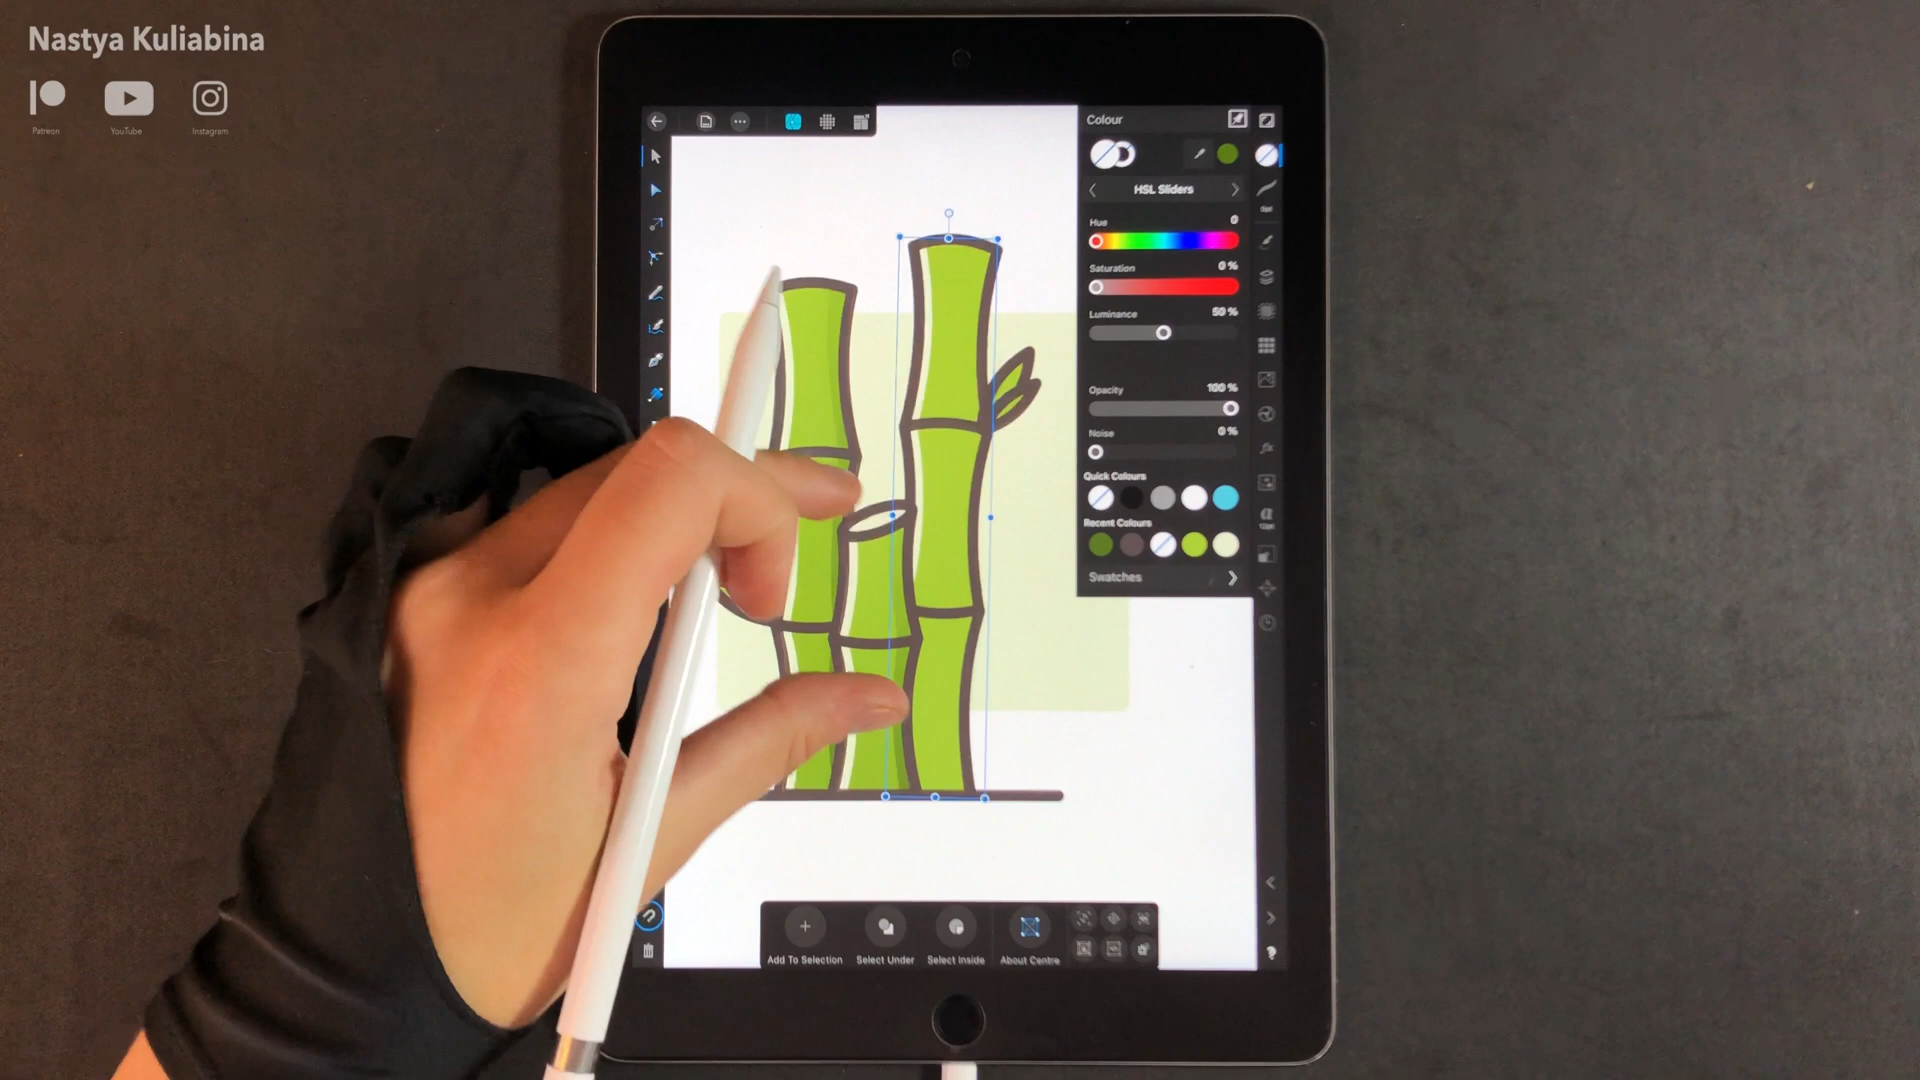 Nastya Kuliabina
Patreon YouTube Instagram
Colour
HSL Sliders
Hue 0
Saturation 0 %
Luminance 50 %
Opacity 100 %
Noise 0 %
Quick Colours
Recent Colours
Swatches
Add To Selection Select Under Select Inside About Centre